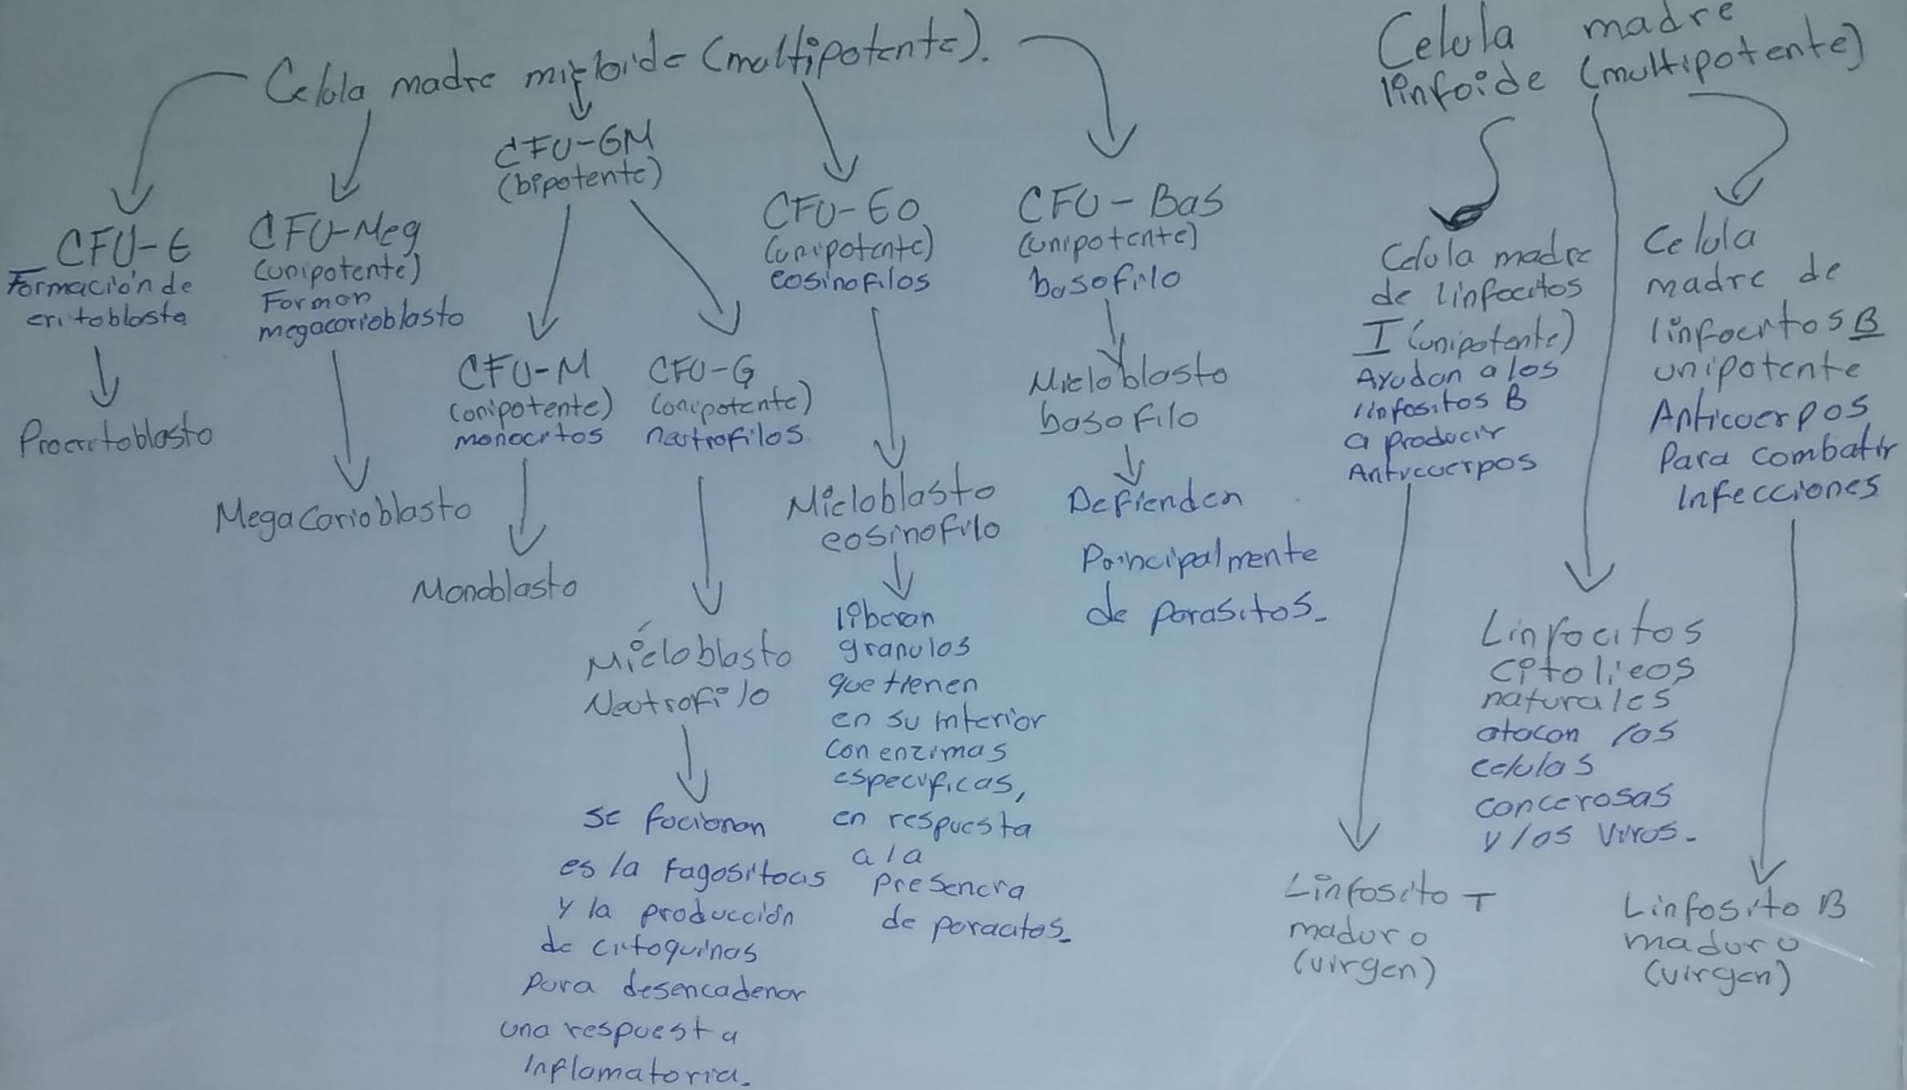 Celula madre mieloide (multipotente).
CFU-E
Formación de
eritoblasto
Proeritoblasto
CFU-Meg
(unipotente)
Forman
megacarioblasto
Megacarioblasto
CFU-GM
(bipotente)
CFU-M
(unipotente)
monocitos
Monoblasto
CFU-G
(unipotente)
neutrofilos.
Mieloblasto
Neutrofilo
se focionan
es la fagositocis
y la producción
de citoquinas
para desencadenar
una respuesta
inflamatoria.
CFU-Eo
(unipotente)
eosinofilos
Mieloblasto
eosinofilo
liberan
granulos
que tienen
en su interior
con enzimas
especificas,
en respuesta
a la
presencia
de
CFU-Bas
(unipotente)
basofilo
Mieloblasto
basofilo
Defienden
Principalmente
de parasitos.
Celula madre
linfoide (multipotente)
Celula madre
de linfocitos
T (unipotente)
Ayudan a los
linfositos B
a producir
Anticuerpos
Linfosito T
maduro
(virgen)
Linfocitos
naturales
atacan las
celulas
cancerosas
y los virus.
Celula
madre de
linfocitos B
unipotente
Anticuerpos
Para combatir
Infecciones
Linfosito B
maduro
(virgen)